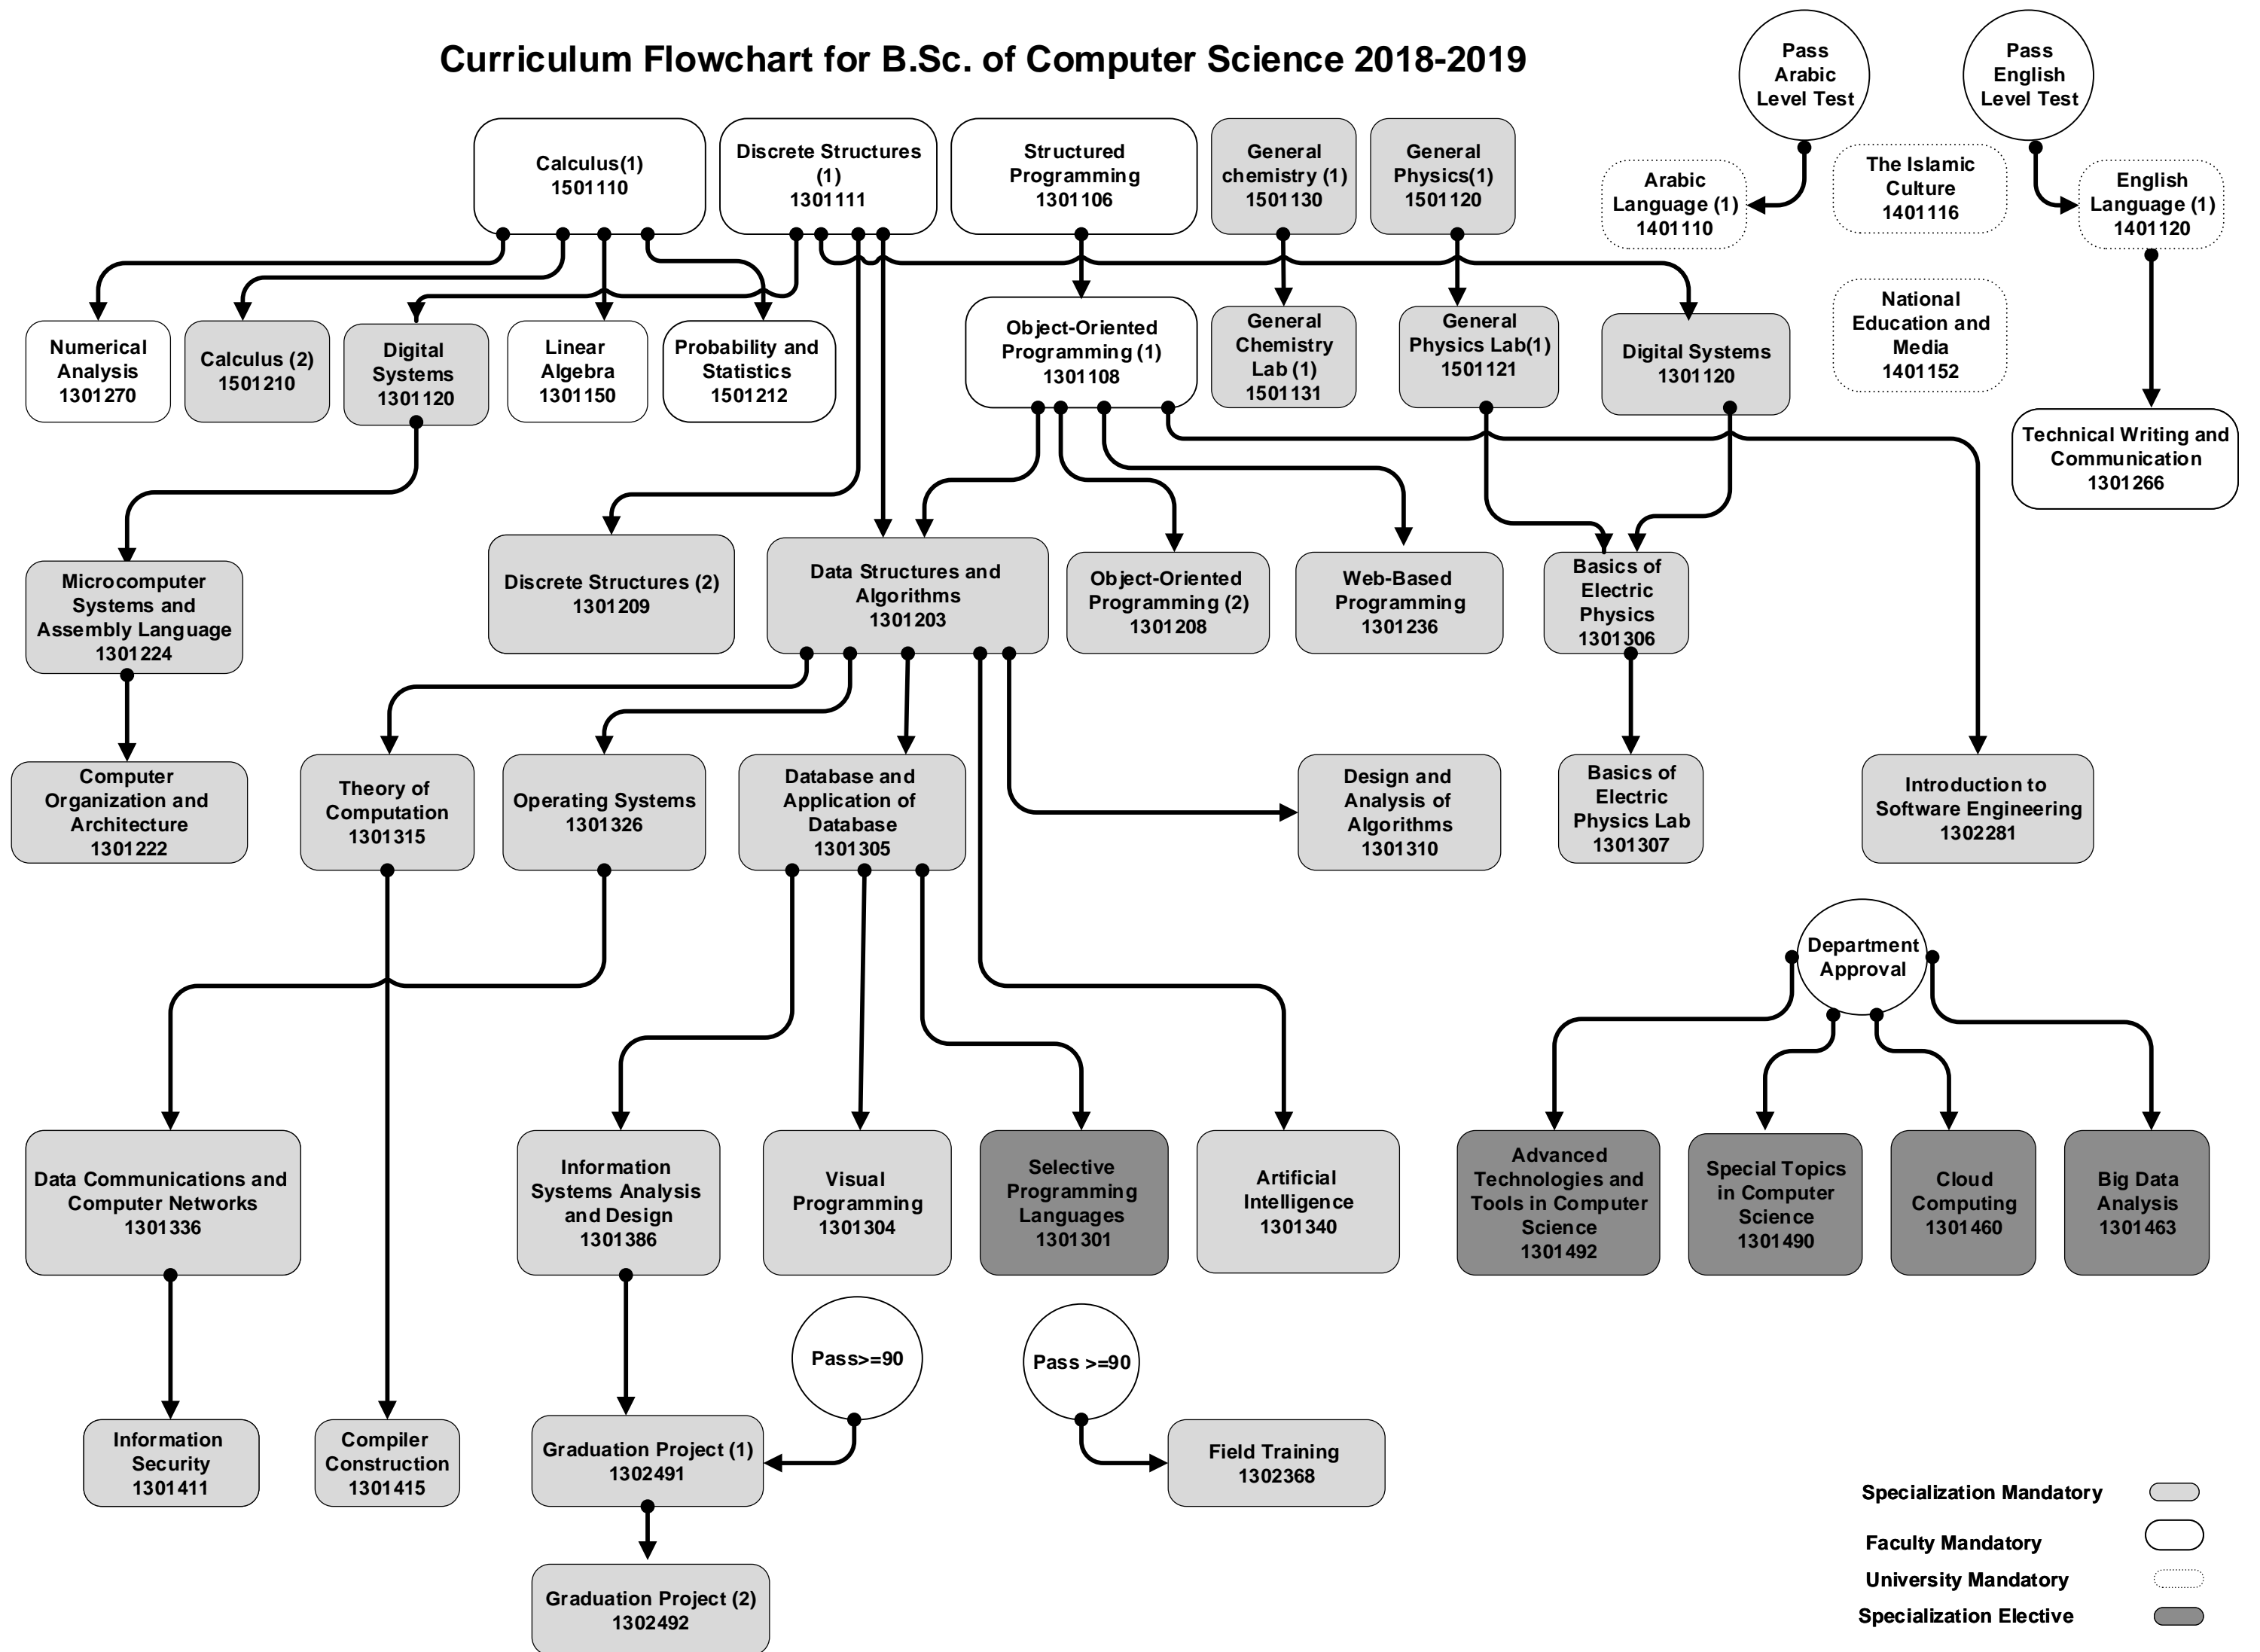 Curriculum Flowchart for B.Sc. of Computer Science 2018-2019
Pass
Arabic
Level Test
Pass
English
Level Test
Calculus(1)
1501110
Discrete Structures
(1)
1301111
Structured
Programming
1301106
General
chemistry (1)
1501130
General
Physics(1)
1501120
Arabic
Language (1)
1401110
The Islamic
Culture
1401116
English
Language (1)
1401120
National
Education and
Media
1401152
Numerical
Analysis
1301270
Calculus (2)
1501210
Digital
Systems
1301120
Linear
Algebra
1301150
Probability and
Statistics
1501212
Object-Oriented
Programming (1)
1301108
General
Chemistry
Lab (1)
1501131
General
Physics Lab(1)
1501121
Digital Systems
1301120
Technical Writing and
Communication
1301266
Microcomputer
Systems and
Assembly Language
1301224
Discrete Structures (2)
1301209
Data Structures and
Algorithms
1301203
Object-Oriented
Programming (2)
1301208
Web-Based
Programming
1301236
Basics of
Electric
Physics
1301306
Computer
Organization and
Architecture
1301222
Theory of
Computation
1301315
Operating Systems
1301326
Database and
Application of
Database
1301305
Design and
Analysis of
Algorithms
1301310
Basics of
Electric
Physics Lab
1301307
Introduction to
Software Engineering
1302281
Department
Approval
Data Communications and
Computer Networks
1301336
Information
Systems Analysis
and Design
1301386
Visual
Programming
1301304
Selective
Programming
Languages
1301301
Artificial
Intelligence
1301340
Advanced
Technologies and
Tools in Computer
Science
1301492
Special Topics
in Computer
Science
1301490
Cloud
Computing
1301460
Big Data
Analysis
1301463
Pass>=90
Pass >=90
Information
Security
1301411
Compiler
Construction
1301415
Graduation Project (1)
1302491
Field Training
1302368
Graduation Project (2)
1302492
Specialization Mandatory
Faculty Mandatory
University Mandatory
Specialization Elective